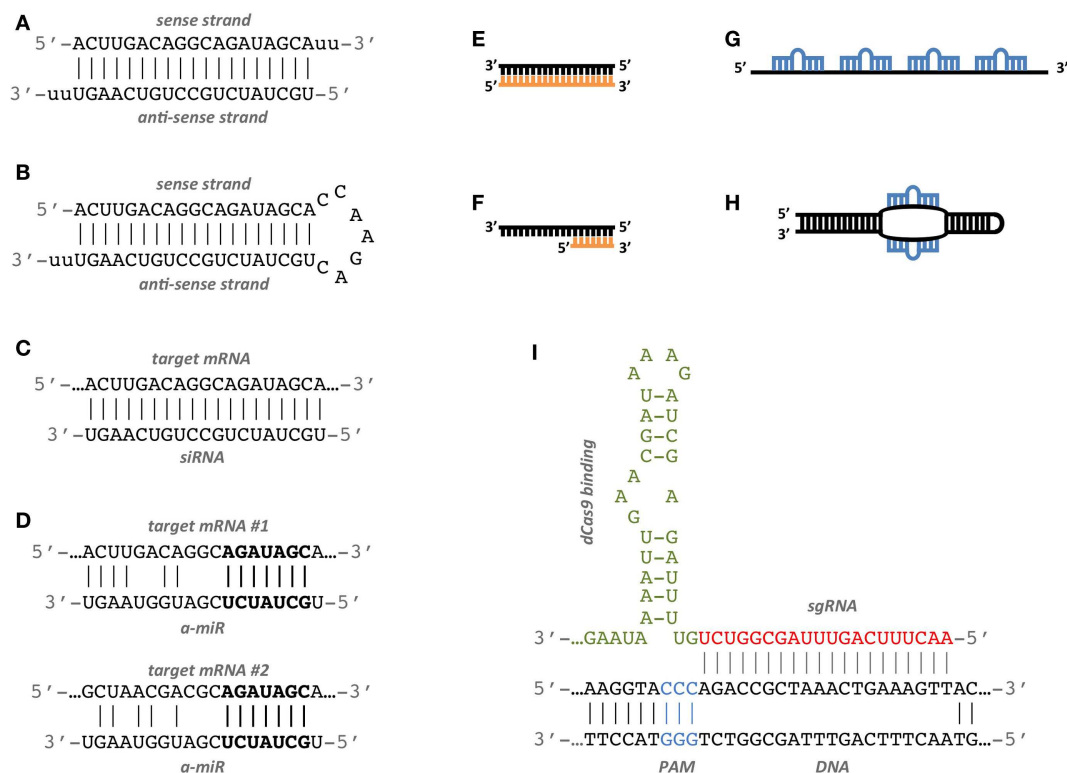 A
sense strand
5′–ACUUGACAGGCAGAUAGCAuu–3′
3′–uuUGAACUGUCCGUCUAUCGU–5′
anti-sense strand
B
sense strand
5′–ACUUGACAGGCAGAUAGCA
C
C
A
A
G
A
C
3′–uuUGAACUGUCCGUCUAUCGU
anti-sense strand
C
target mRNA
5′–…ACUUGACAGGCAGAUAGCA…–3′
3′–UGAACUGUCCGUCUAUCGU–5′
siRNA
D
target mRNA #1
5′–…ACUUGACAGGCAGAUAGCA…–3′
3′–UGAAUGGUAGCUCUAUCGU–5′
a-miR
target mRNA #2
5′–…GCUAACGACGCAGAUAGCA…–3′
3′–UGAAUGGUAGCUCUAUCGU–5′
a-miR
E
3′ 5′
5′ 3′
F
3′ 5′
5′ 3′
G
5′ 3′
H
5′
3′
I
A A
A G
U–A
A–U
G–C
C–G
A
A A
G
U–G
U–A
A–U
A–U
A–U
dCas9 binding
sgRNA
3′–…GAAUA UGUCUGGCGAUUUGACUUUCAA–5′
5′–…AAGGTACCCAGACCGCTAAACTGAAAGTTAC…–3′
3′–…TTCCATGGGTCTGGCGATTTGACTTTCAATG…–5′
PAM DNA